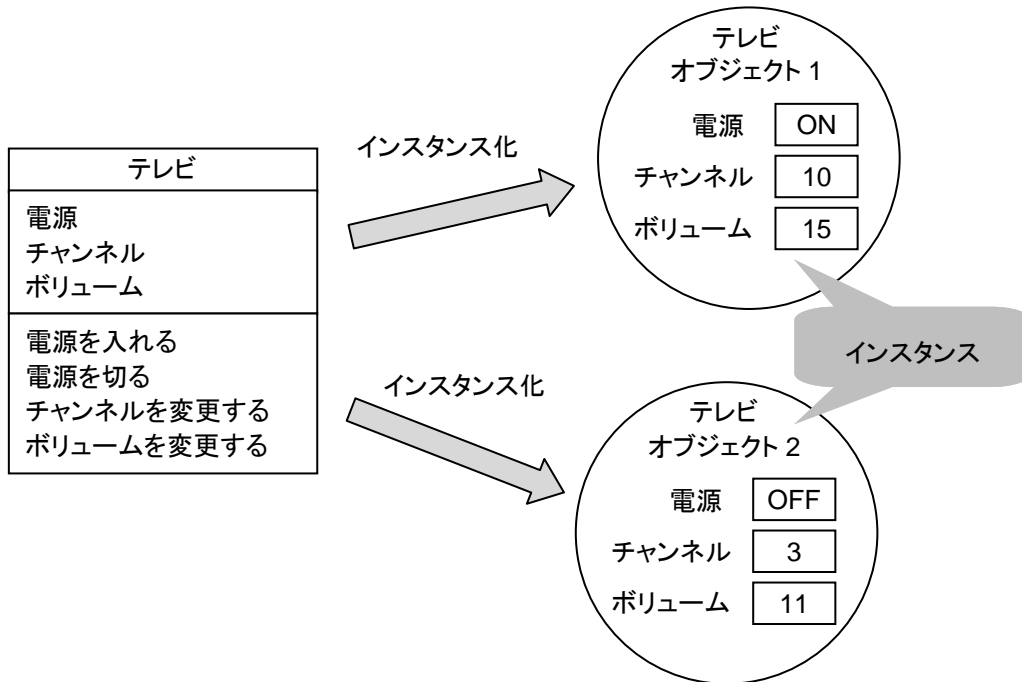 テレビ
電源
チャンネル
ボリューム
電源を入れる
電源を切る
チャンネルを変更する
ボリュームを変更する
インスタンス化
インスタンス化
テレビ
オブジェクト 1
電源 ON
チャンネル 10
ボリューム 15
インスタンス
テレビ
オブジェクト 2
電源 OFF
チャンネル 3
ボリューム 11